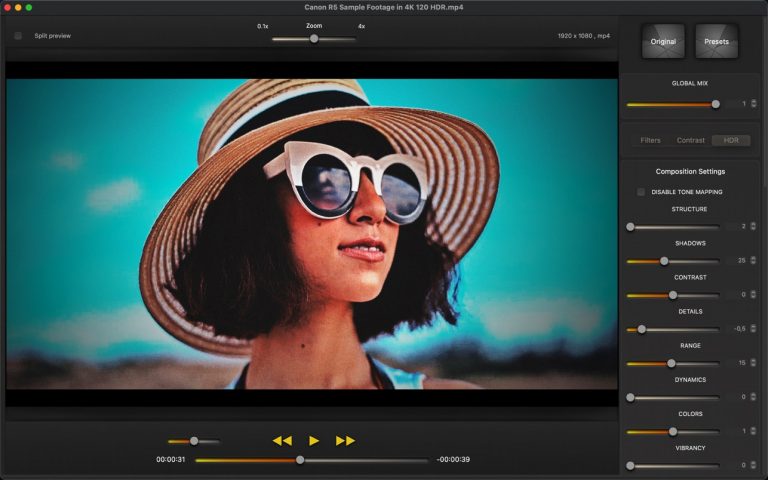 Canon R5 Sample Footage in 4K 120 HDR.mp4
Split preview
0.1x Zoom 4x
1920 x 1080 , mp4
Original Presets
GLOBAL MIX
1
Filters Contrast HDR
Composition Settings
DISABLE TONE MAPPING
STRUCTURE
2
SHADOWS
25
CONTRAST
0
DETAILS
-0,5
RANGE
15
DYNAMICS
0
COLORS
1
VIBRANCY
0
00:00:31 -00:00:39